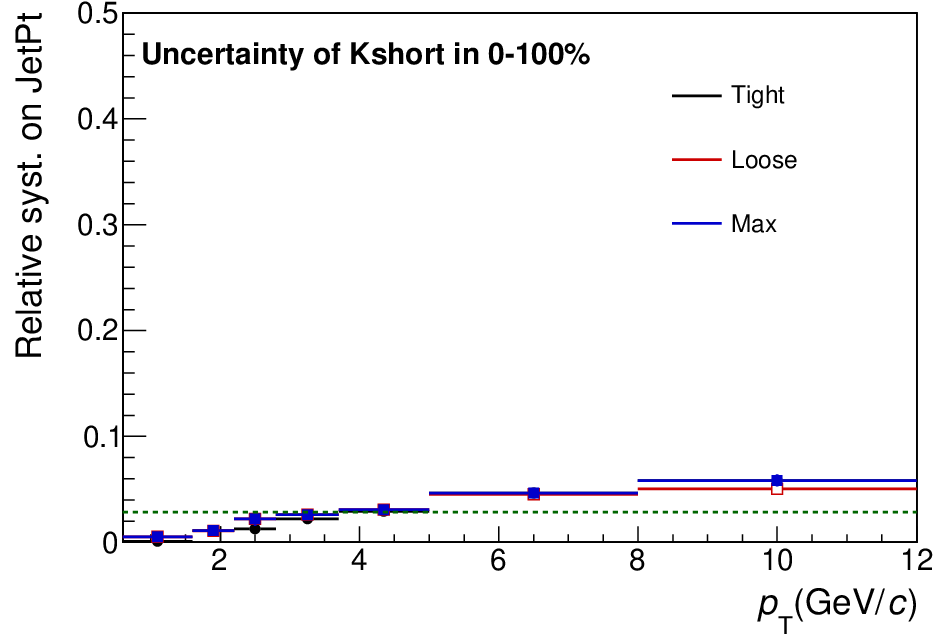 Relative syst. on JetPt
0.5
0.4
0.3
0.2
0.1
0
Uncertainty of Kshort in 0-100%
Tight
Loose
Max
2 4 6 8 10 12
p_T(GeV/c)